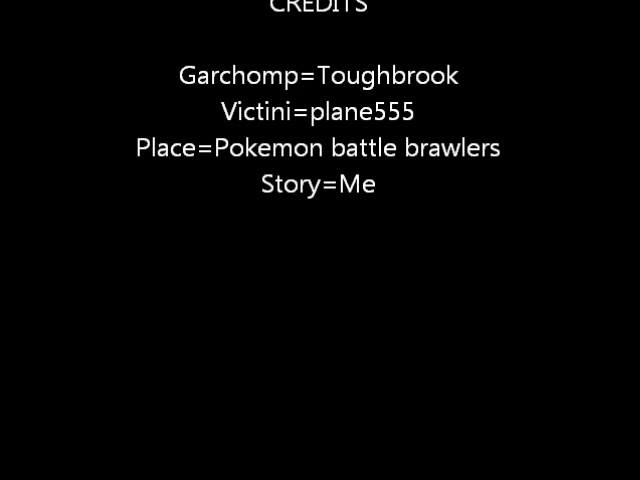 CREDITS
Garchomp=Toughbrook
Victini=plane555
Place=Pokemon battle brawlers
Story=Me